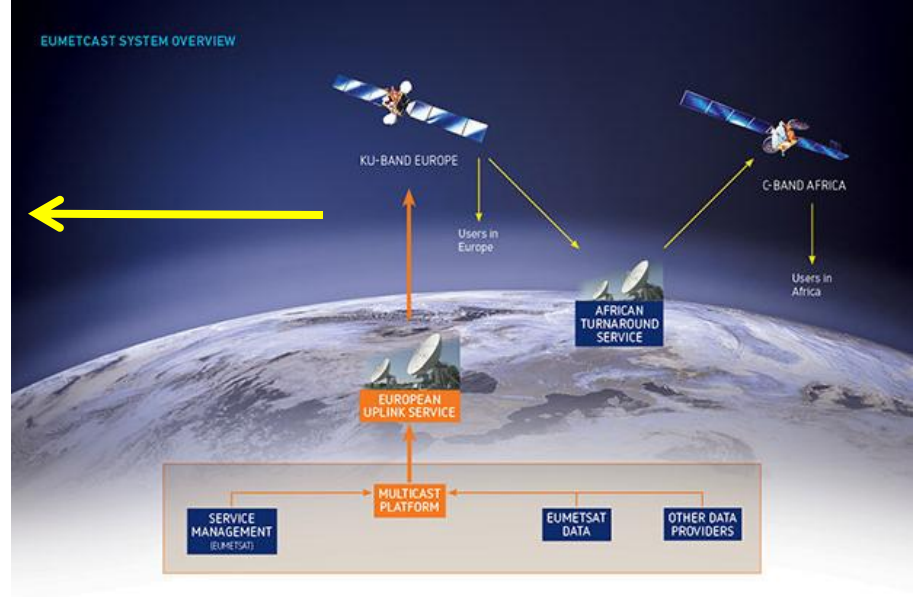 EUMETCAST SYSTEM OVERVIEW
KU-BAND EUROPE
C-BAND AFRICA
Users in
Europe
Users in
Africa
AFRICAN
TURNAROUND
SERVICE
EUROPEAN
UPLINK SERVICE
MULTICAST
PLATFORM
SERVICE
MANAGEMENT
(EUMETSAT)
EUMETSAT
DATA
OTHER DATA
PROVIDERS